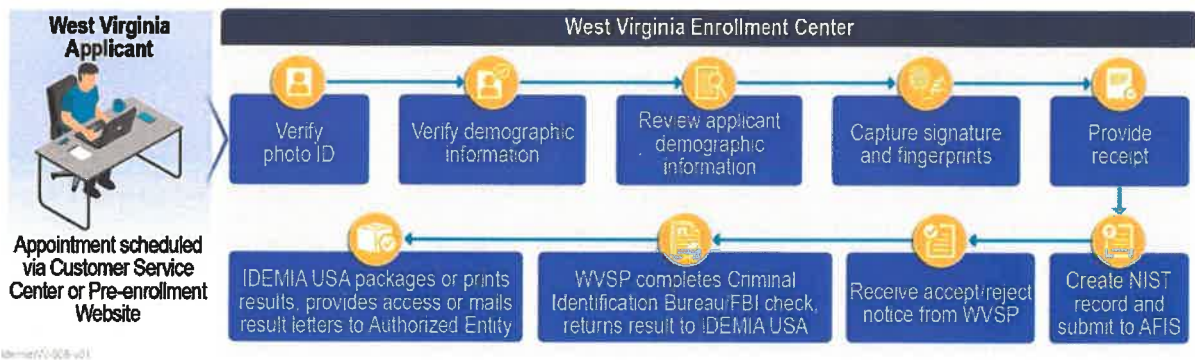 West Virginia
Applicant
West Virginia Enrollment Center
Verify
photo ID
Verify demographic
information
Review applicant
demographic
information
Capture signature
and fingerprints
Provide
receipt
Appointment scheduled
via Customer Service
Center or Pre-enrollment
Website
IDEMIA USA packages or prints
results, provides access or mails
result letters to Authorized Entity
WVSP completes Criminal
Identification Bureau/FBI check,
returns result to IDEMIA USA
Receive accept/reject
notice from WVSP
Create NIST
record and
submit to AFIS